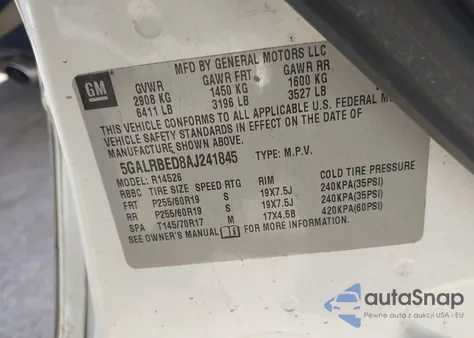 MFD BY GENERAL MOTORS LLC
GM
GVWR GAWR FRT GAWR RR
2908 KG 1450 KG 1600 KG
6411 LB 3196 LB 3527 LB
THIS VEHICLE CONFORMS TO ALL APPLICABLE U.S. FEDERAL MOTOR
VEHICLE SAFETY STANDARDS IN EFFECT ON THE DATE OF
MANUFACTURE SHOWN ABOVE.
5GALRBED8AJ241845 TYPE: M.P.V.
MODEL: R14526
RBBC TIRE SIZE SPEED RTG RIM COLD TIRE PRESSURE
FRT P255/60R19 S 19X7.5J 240KPA(35PSI)
RR P255/60R19 S 19X7.5J 240KPA(35PSI)
SPA T145/70R17 M 17X4.5B 420KPA(60PSI)
SEE OWNER'S MANUAL FOR MORE INFORMATION.
autoSnap
Pewne auta z aukcji USA i EU